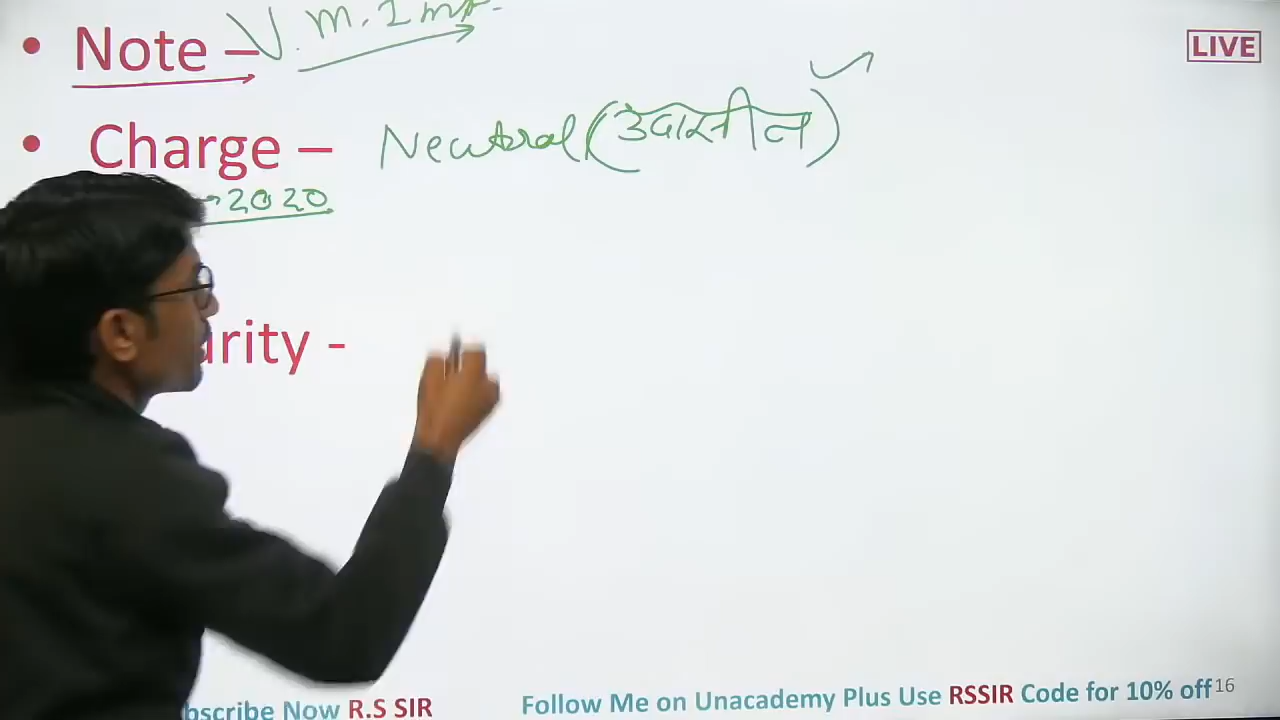 • Note – V. m. Imp.
LIVE
• Charge – Neutral (उदासीन)
→ 2020
arity -
bscribe Now R.S SIR
Follow Me on Unacademy Plus Use RSSIR Code for 10% off 16